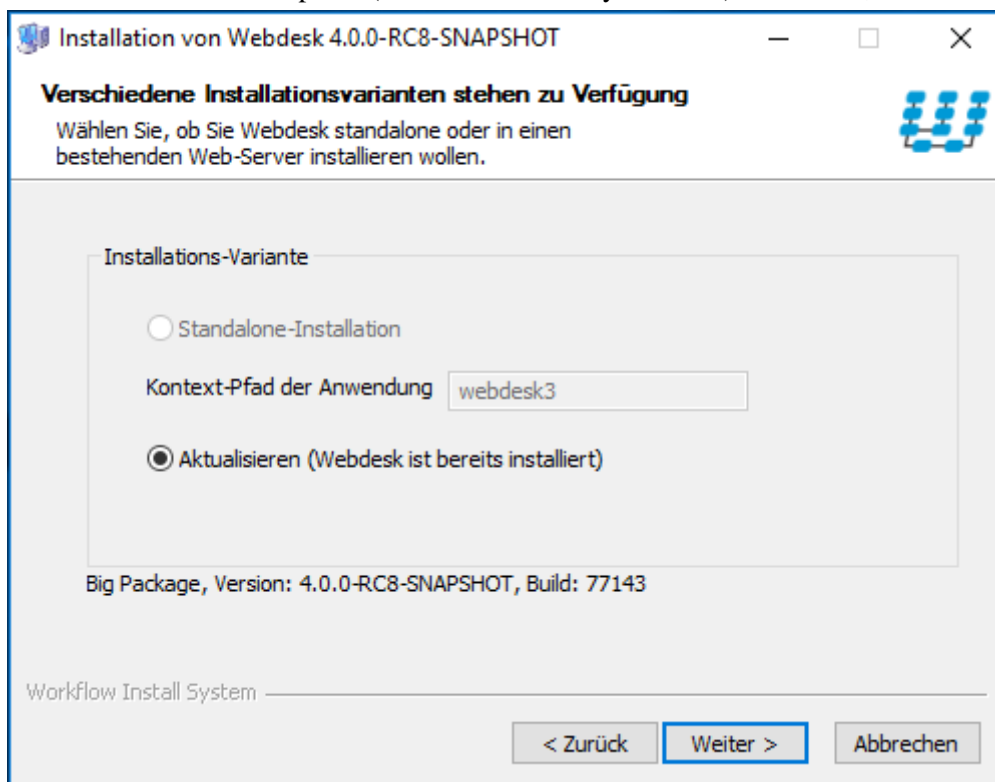 Installation von Webdesk 4.0.0-RC8-SNAPSHOT
Verschiedene Installationsvarianten stehen zu Verfügung
Wählen Sie, ob Sie Webdesk standalone oder in einen
bestehenden Web-Server installieren wollen.
Installations-Variante
Standalone-Installation
Kontext-Pfad der Anwendung webdesk3
Aktualisieren (Webdesk ist bereits installiert)
Big Package, Version: 4.0.0-RC8-SNAPSHOT, Build: 77143
Workflow Install System
< Zurück Weiter > Abbrechen